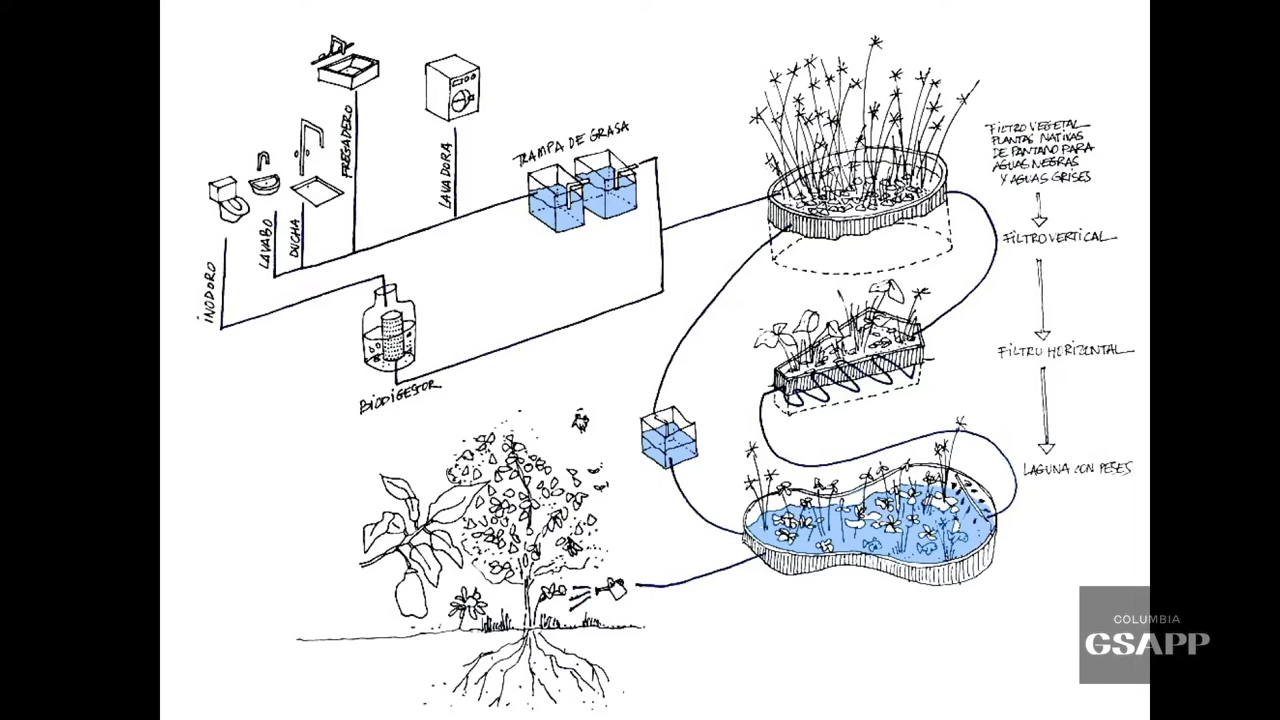 FREGADERO
LAVADORA
TRAMPA DE GRASA
LAVABO
DUCHA
INODORO
BIODIGESTOR
FILTRO VEGETAL
PLANTAS NATIVAS
DE PANTANO PARA
AGUAS NEGRAS
Y AGUAS GRISES
FILTRO VERTICAL
FILTRO HORIZONTAL
LAGUNA CON PESES
COLUMBIA
GSAPP